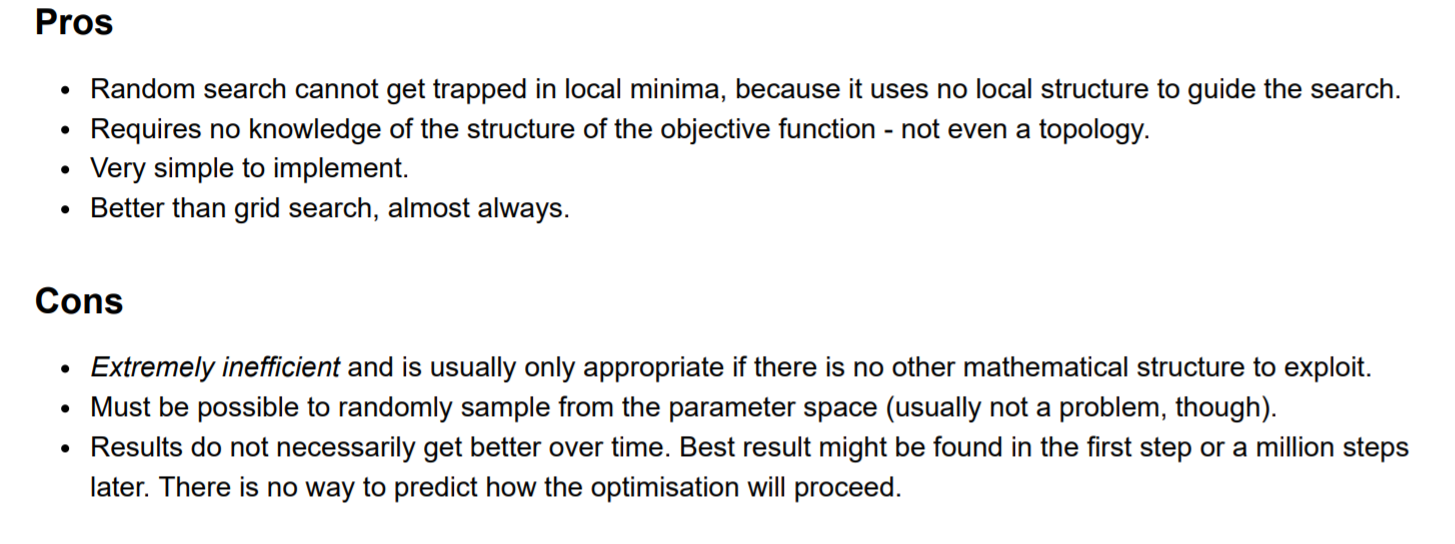 Pros
• Random search cannot get trapped in local minima, because it uses no local structure to guide the search.
• Requires no knowledge of the structure of the objective function - not even a topology.
• Very simple to implement.
• Better than grid search, almost always.
Cons
• Extremely inefficient and is usually only appropriate if there is no other mathematical structure to exploit.
• Must be possible to randomly sample from the parameter space (usually not a problem, though).
• Results do not necessarily get better over time. Best result might be found in the first step or a million steps
later. There is no way to predict how the optimisation will proceed.